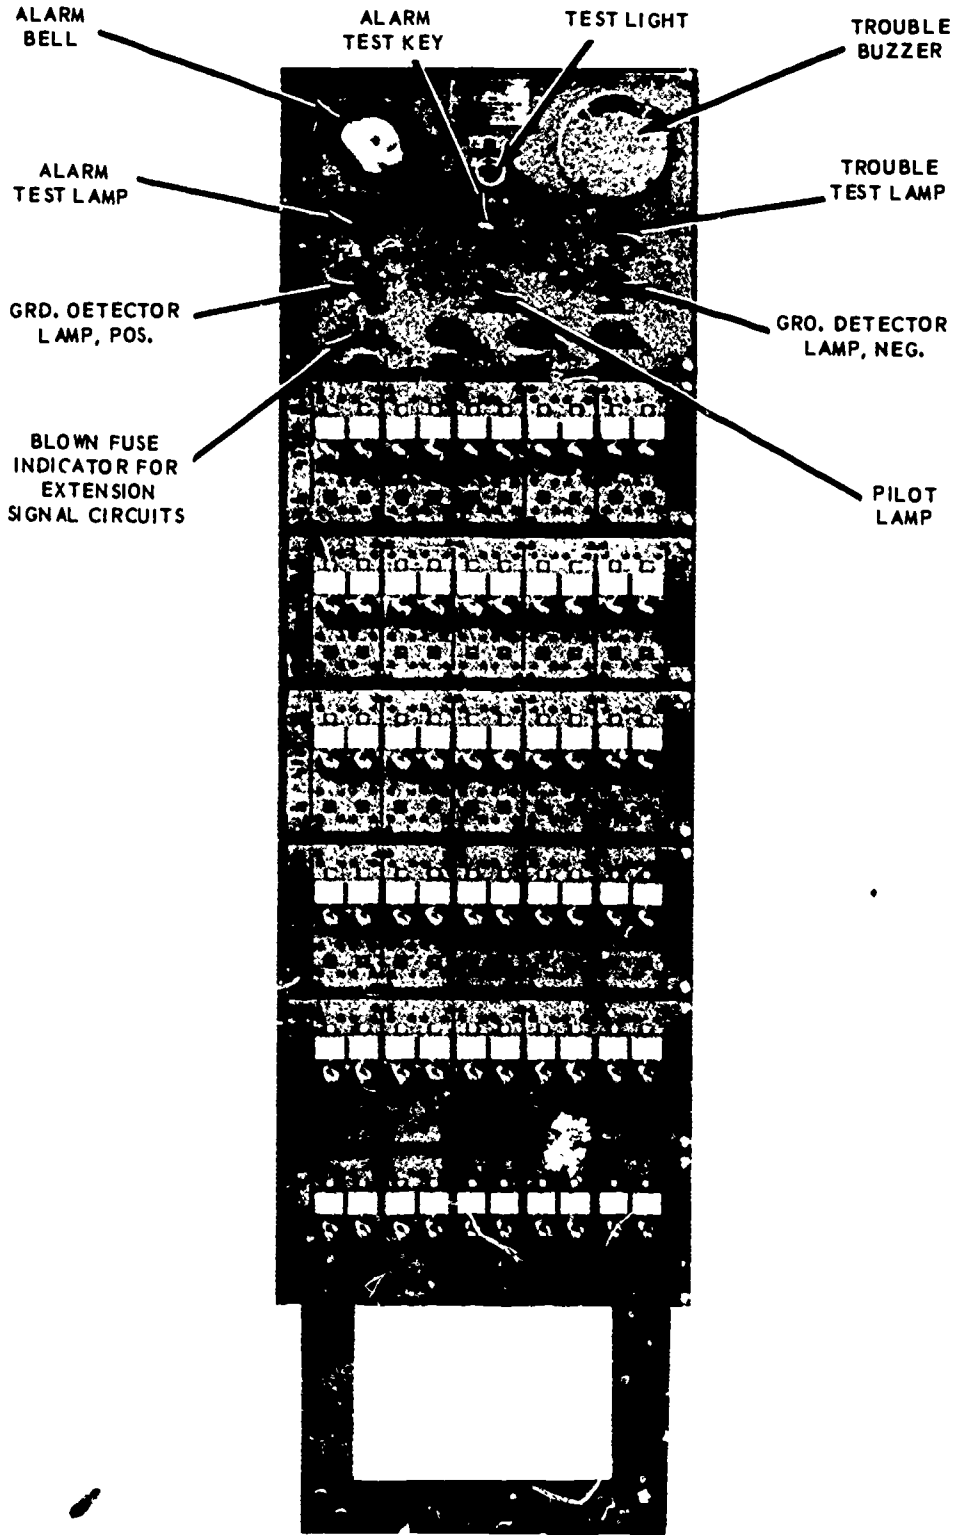 ALARM
BELL
ALARM
TEST KEY
TEST LIGHT
TROUBLE
BUZZER
ALARM
TEST LAMP
TROUBLE
TEST LAMP
GRD. OETECTOR
LAMP, POS.
GRO. DETECTOR
LAMP, NEG.
BLOWN FUSE
INDICATOR FOR
EXTENSION
SIGNAL CIRCUITS
PILOT
LAMP